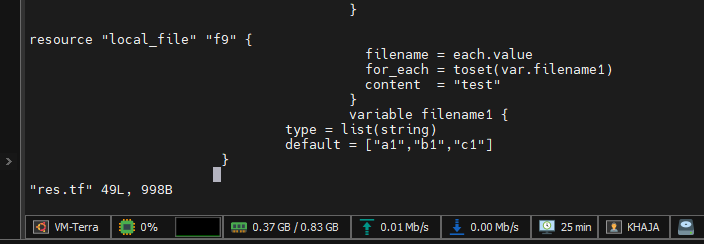 }
resource "local_file" "f9" {
filename = each.value
for_each = toset(var.filename1)
content  = "test"
}
variable filename1 {
type = list(string)
default = ["a1","b1","c1"]
}
"res.tf" 49L, 998B
VM-Terra 0% 0.37 GB / 0.83 GB 0.01 Mb/s 0.00 Mb/s 25 min KHAJA